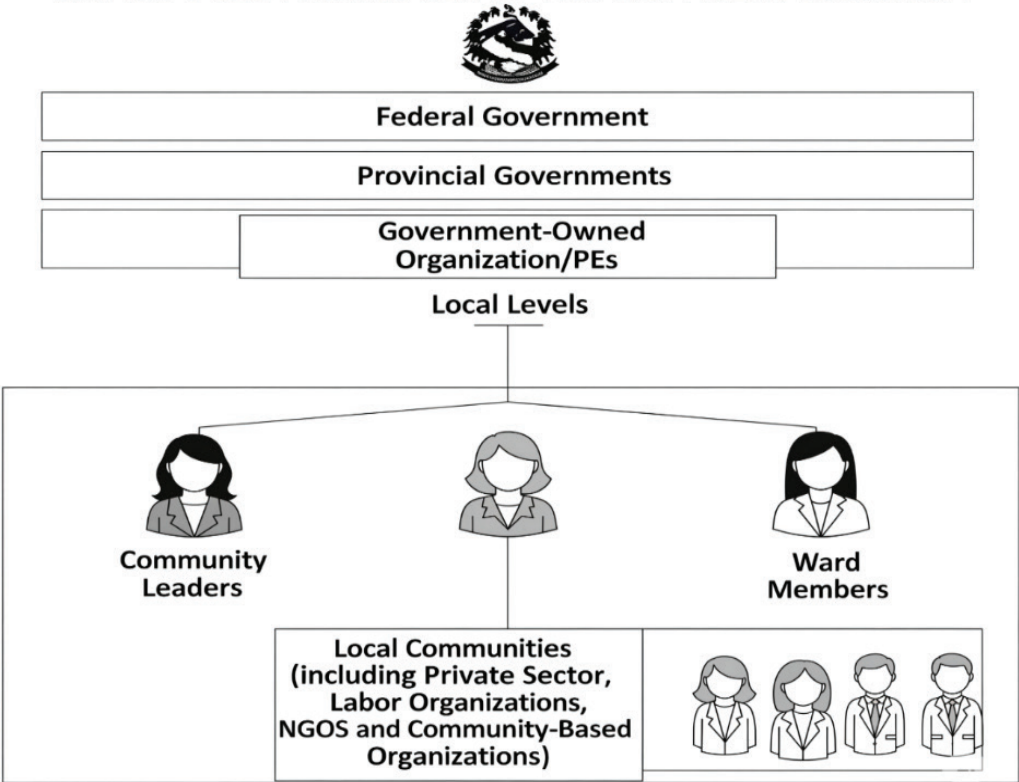 Federal Government
Provincial Governments
Government-Owned
Organization/PEs
Local Levels
Community
Leaders
Ward
Members
Local Communities
(including Private Sector,
Labor Organizations,
NGOS and Community-Based
Organizations)